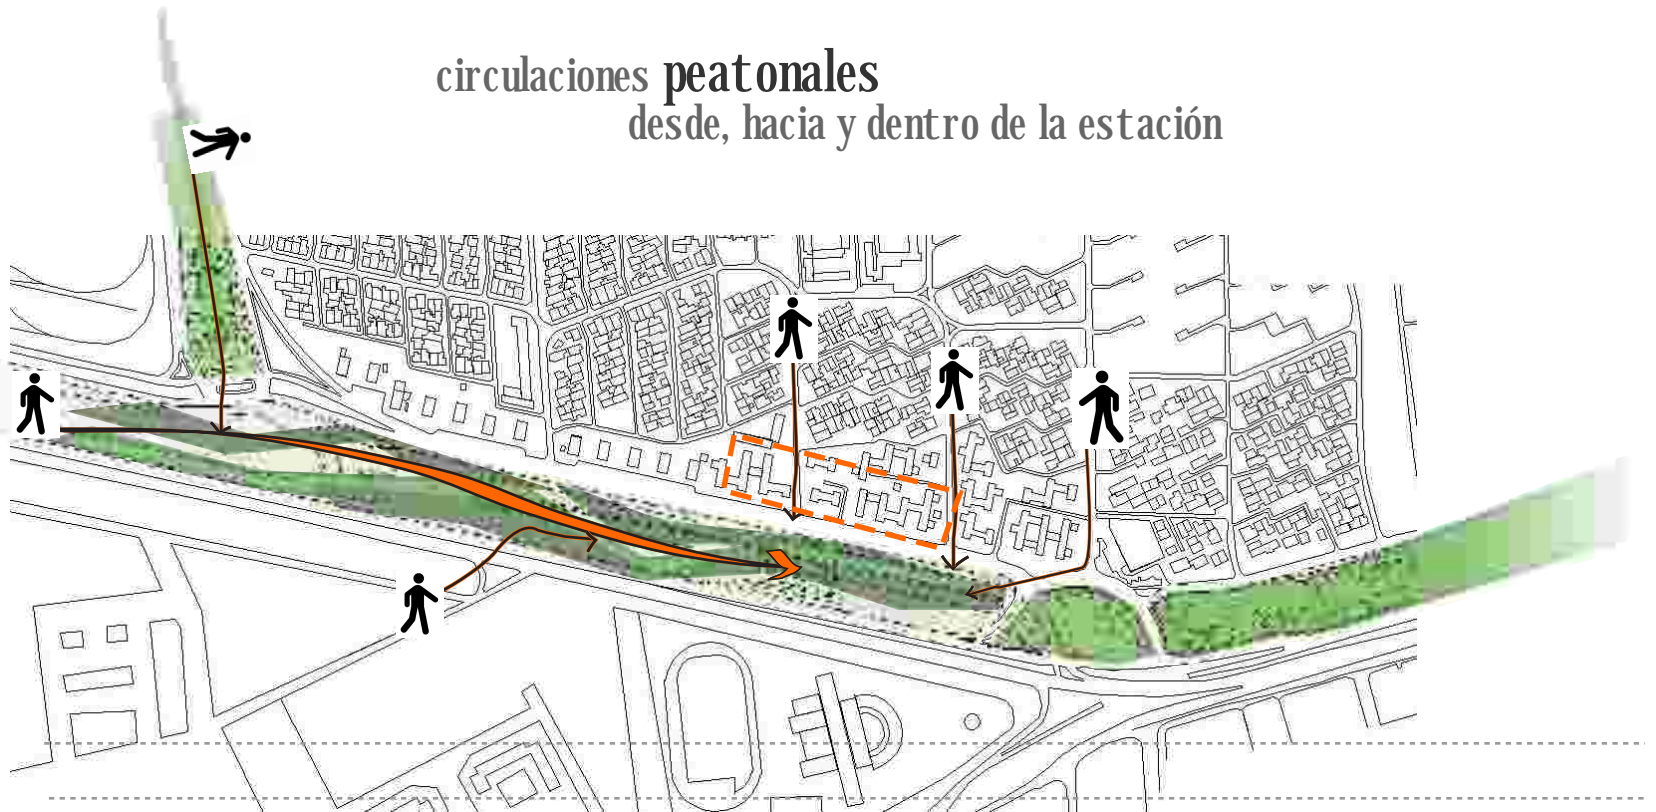 circulaciones peatonales
desde, hacia y dentro de la estación